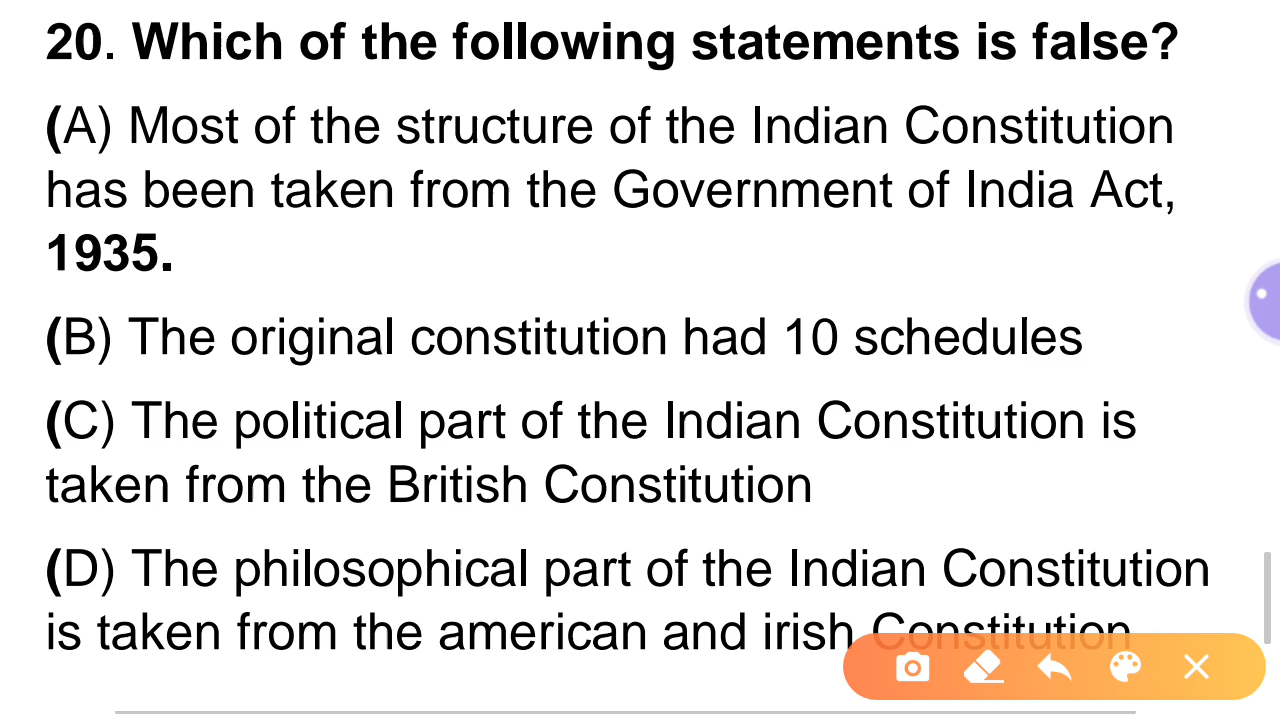 20. Which of the following statements is false?
(A) Most of the structure of the Indian Constitution
has been taken from the Government of India Act,
1935.
(B) The original constitution had 10 schedules
(C) The political part of the Indian Constitution is
taken from the British Constitution
(D) The philosophical part of the Indian Constitution
is taken from the american and irish Constitution